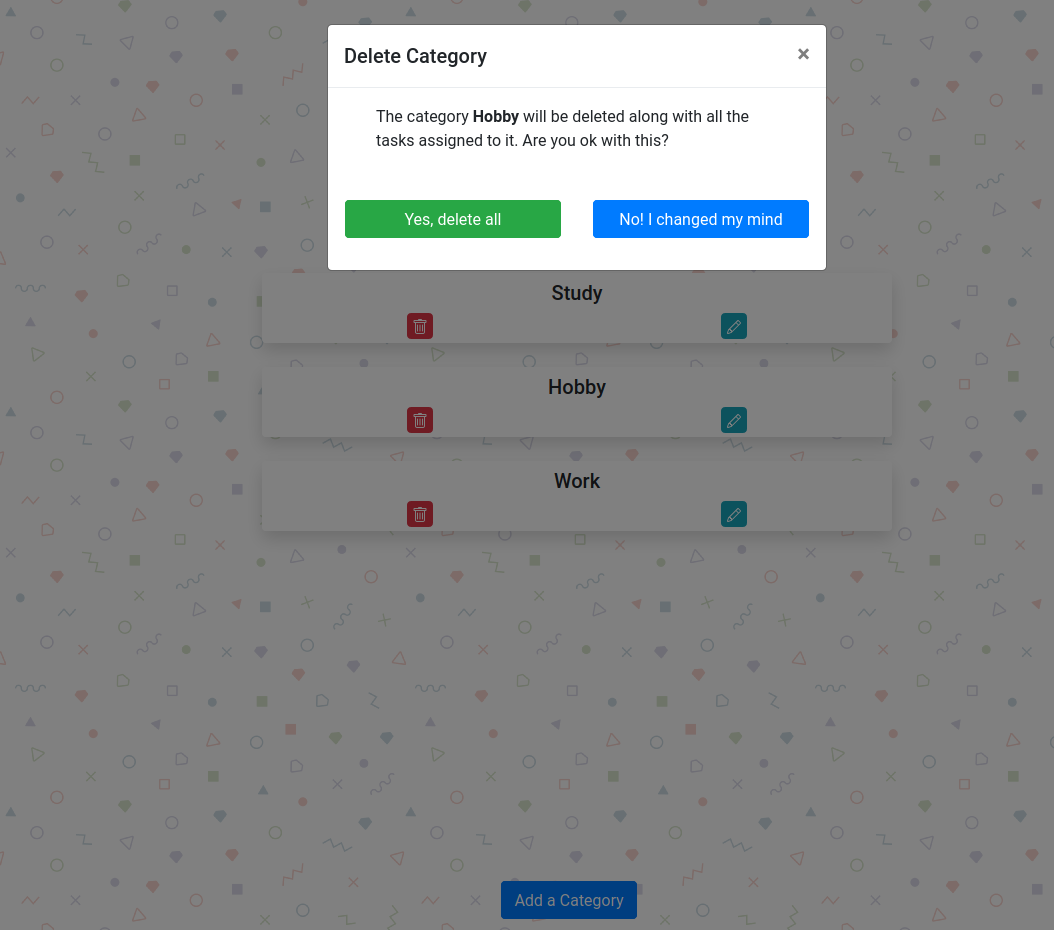 Delete Category
×
The category Hobby will be deleted along with all the
tasks assigned to it. Are you ok with this?
Yes, delete all
No! I changed my mind
Study
Hobby
Work
Add a Category